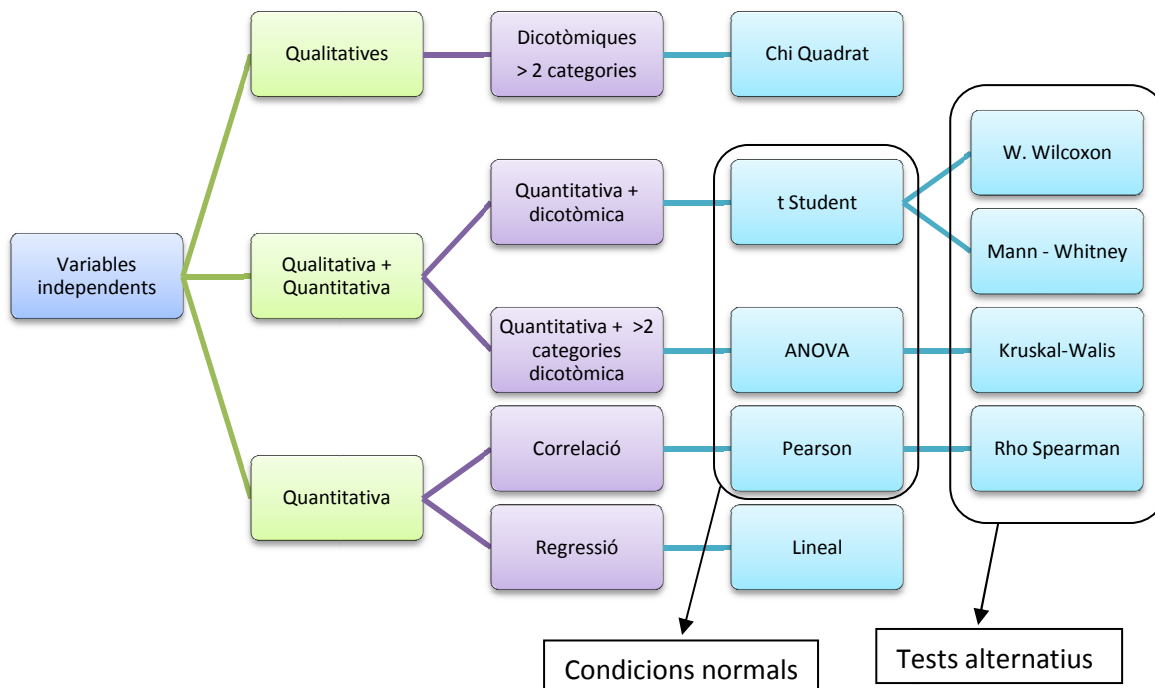 Qualitatives
Dicotòmiques
> 2 categories
Chi Quadrat
Variables
independents
Qualitativa +
Quantitativa
Quantitativa +
dicotòmica
t Student
W. Wilcoxon
Mann - Whitney
Quantitativa + >2
categories
dicotòmica
ANOVA
Kruskal-Walis
Quantitativa
Correlació
Pearson
Rho Spearman
Regressió
Lineal
Condicions normals
Tests alternatius